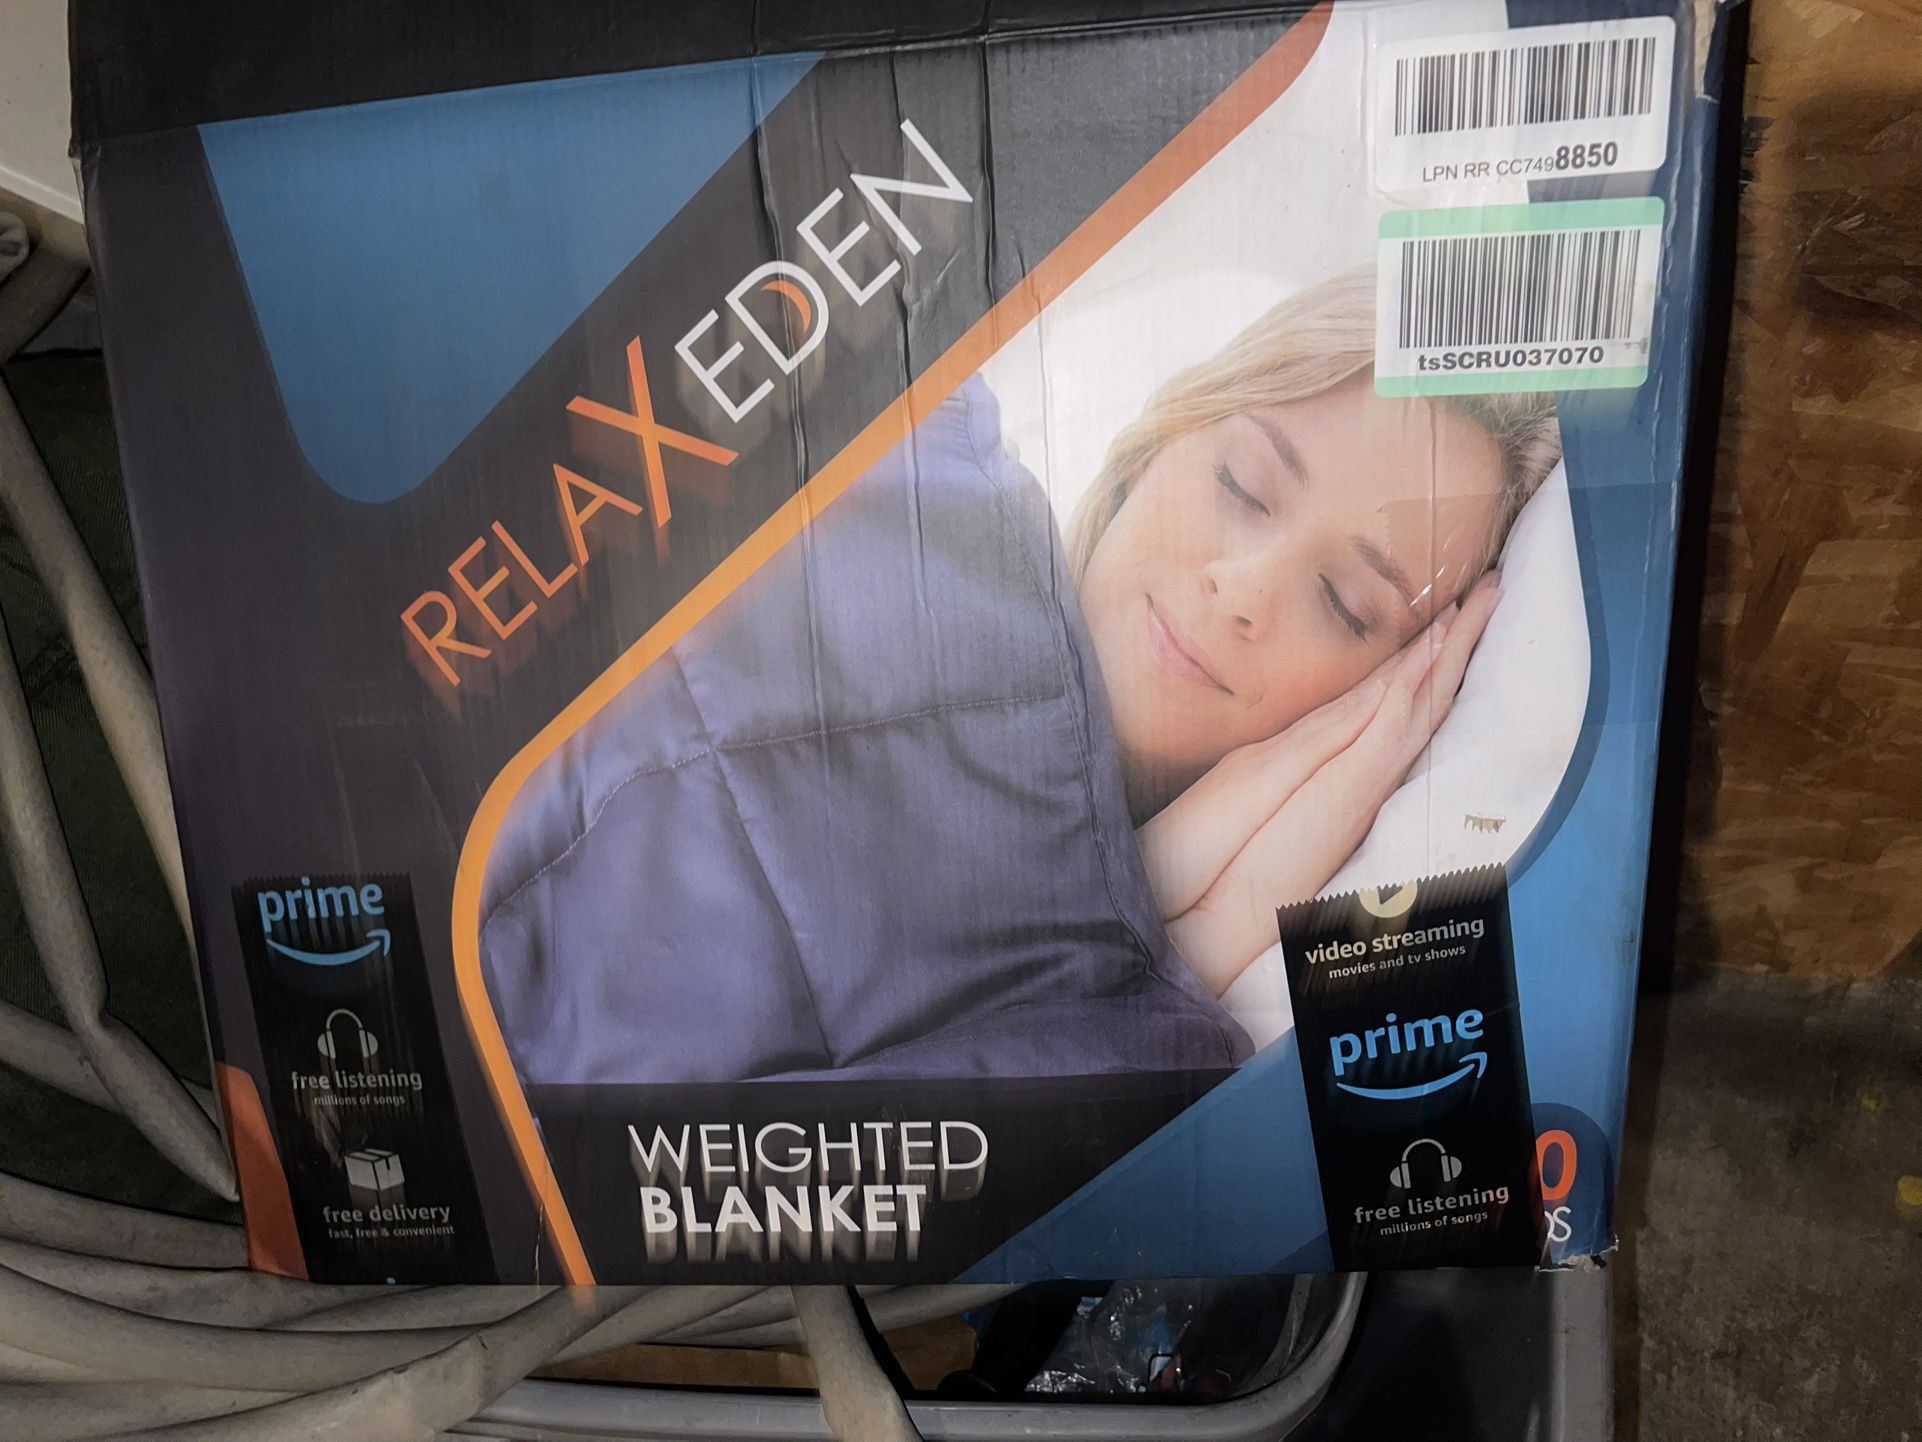 LPN RR CC7498850
tsSCRU037070
RELAXEDEN
prime
free listening
millions of songs
free delivery
fast, free & convenient
video streaming
movies and tv shows
prime
free listening
millions of songs
WEIGHTED
BLANKET